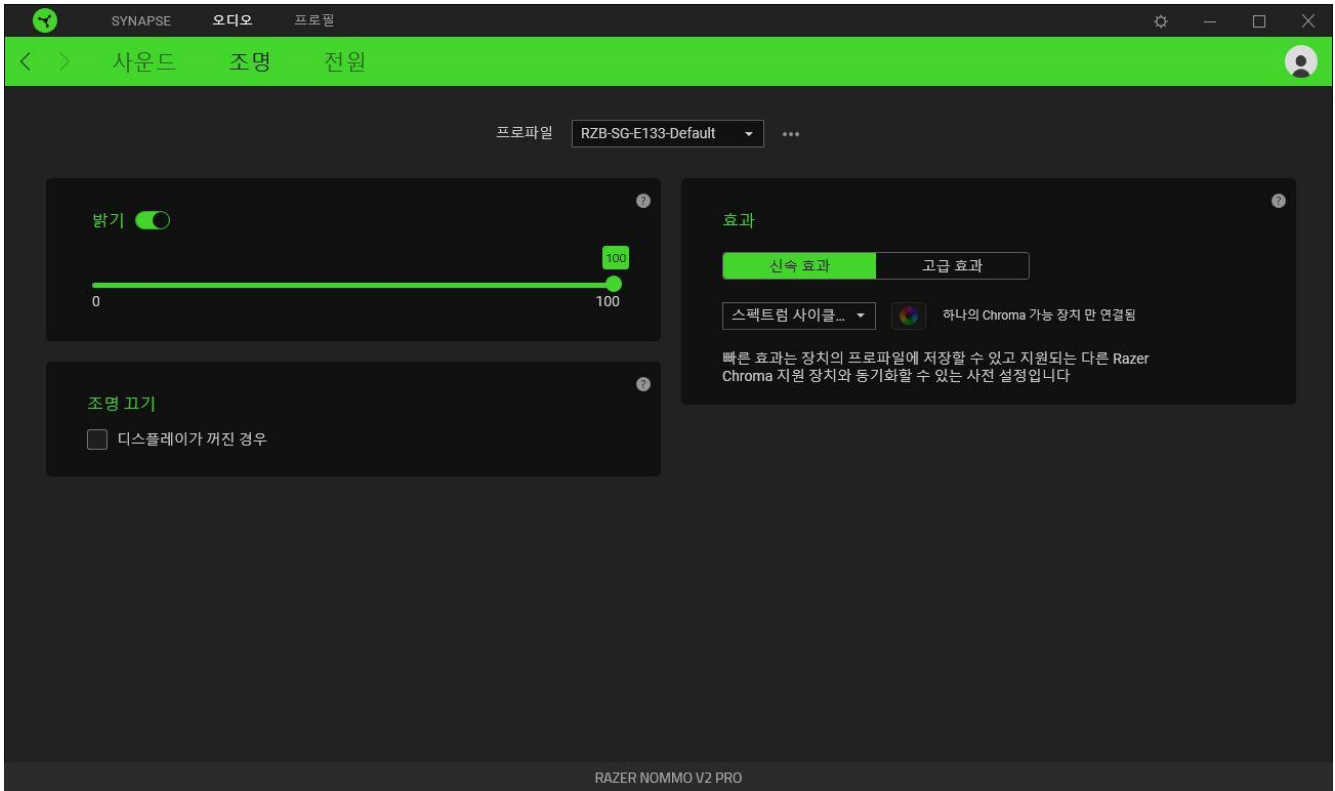 SYNAPSE 오디오 프로필
사운드 조명 전원
프로파일 RZB-SG-E133-Default
밝기
100
0 100
조명 끄기
디스플레이가 꺼진 경우
효과
신속 효과 고급 효과
스펙트럼 사이클... 하나의 Chroma 가능 장치 만 연결됨
빠른 효과는 장치의 프로파일에 저장할 수 있고 지원되는 다른 Razer
Chroma 지원 장치와 동기화할 수 있는 사전 설정입니다
RAZER NOMMO V2 PRO